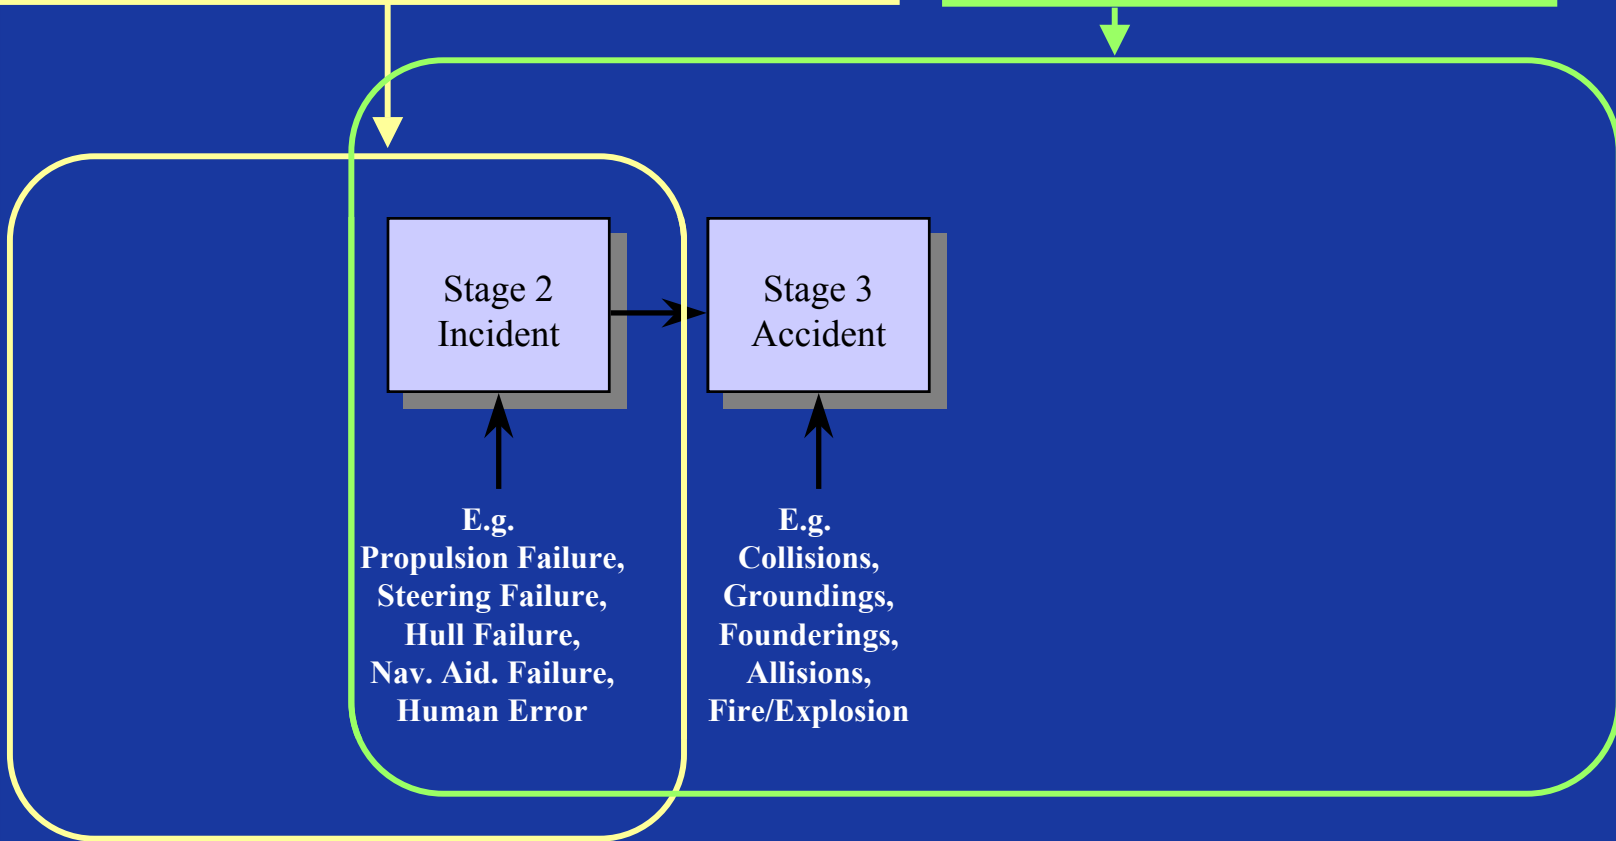 Stage 2
Incident
Stage 3
Accident
E.g.
Propulsion Failure,
Steering Failure,
Hull Failure,
Nav. Aid. Failure,
Human Error
E.g.
Collisions,
Groundings,
Founderings,
Allisions,
Fire/Explosion